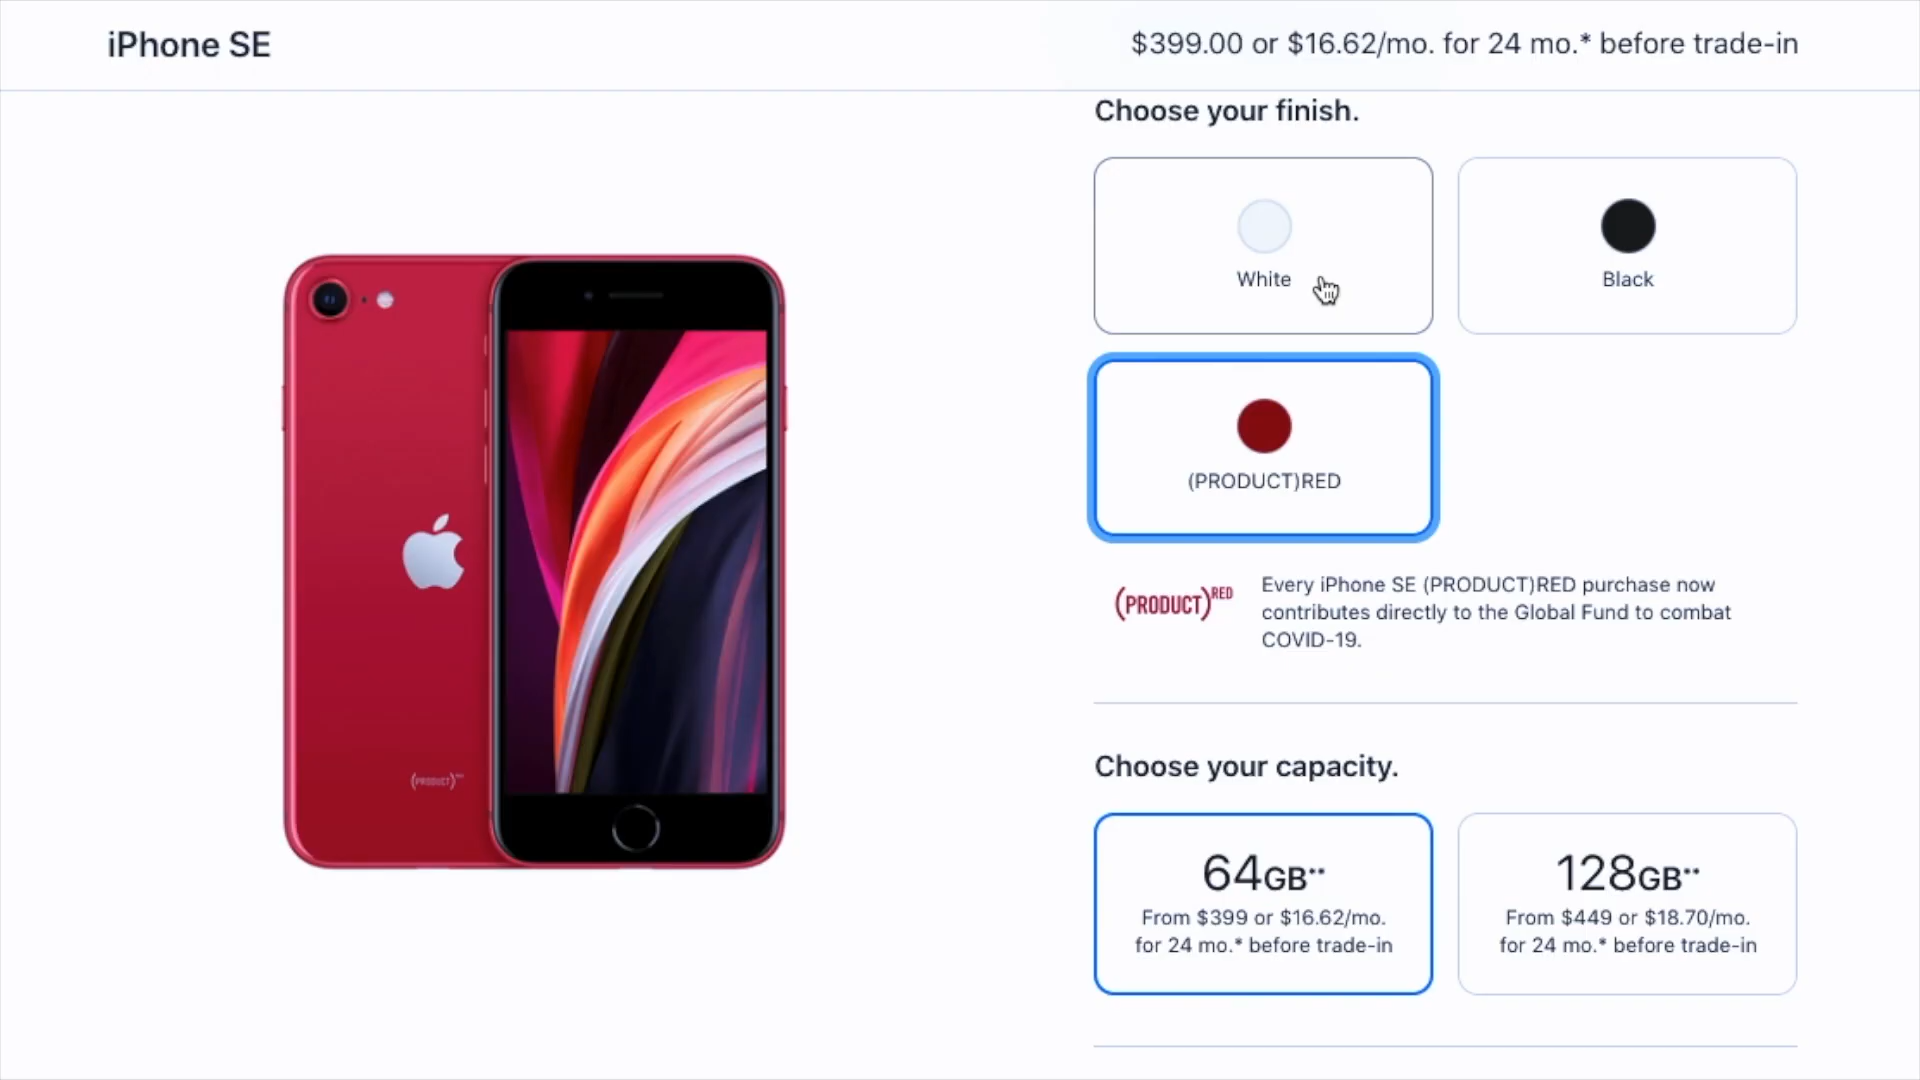 iPhone SE
$399.00 or $16.62/mo. for 24 mo.* before trade-in
Choose your finish.
White
Black
(PRODUCT)RED
(PRODUCT)RED
Every iPhone SE (PRODUCT)RED purchase now
contributes directly to the Global Fund to combat
COVID-19.
(PRODUCT)RED
Choose your capacity.
64GB**
From $399 or $16.62/mo.
for 24 mo.* before trade-in
128GB**
From $449 or $18.70/mo.
for 24 mo.* before trade-in